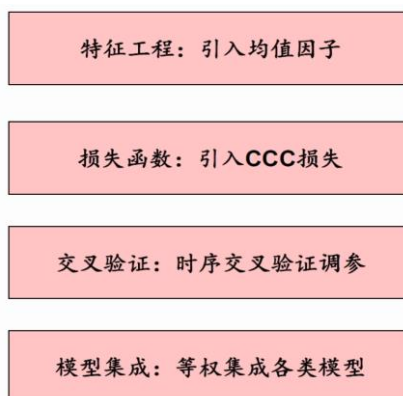 特征工程：引入均值因子
损失函数：引入CCC损失
交叉验证：时序交叉验证调参
模型集成：等权集成各类模型